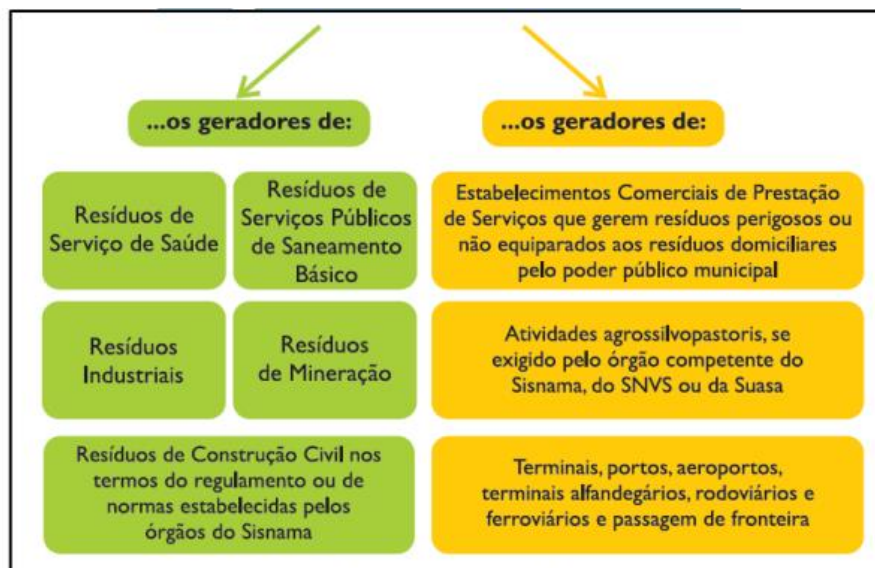 ...os geradores de:
Resíduos de
Serviço de Saúde
Resíduos de
Serviços Públicos
de Saneamento
Básico
Resíduos
Industriais
Resíduos
de Mineração
Resíduos de Construção Civil nos
termos do regulamento ou de
normas estabelecidas pelos
órgãos do Sisnama
...os geradores de:
Estabelecimentos Comerciais de Prestação
de Serviços que gerem resíduos perigosos ou
não equiparados aos resíduos domiciliares
pelo poder público municipal
Atividades agrossilvopastoris, se
exigido pelo órgão competente do
Sisnama, do SNVS ou da Suasa
Terminais, portos, aeroportos,
terminais alfandegários, rodoviários e
ferroviários e passagem de fronteira